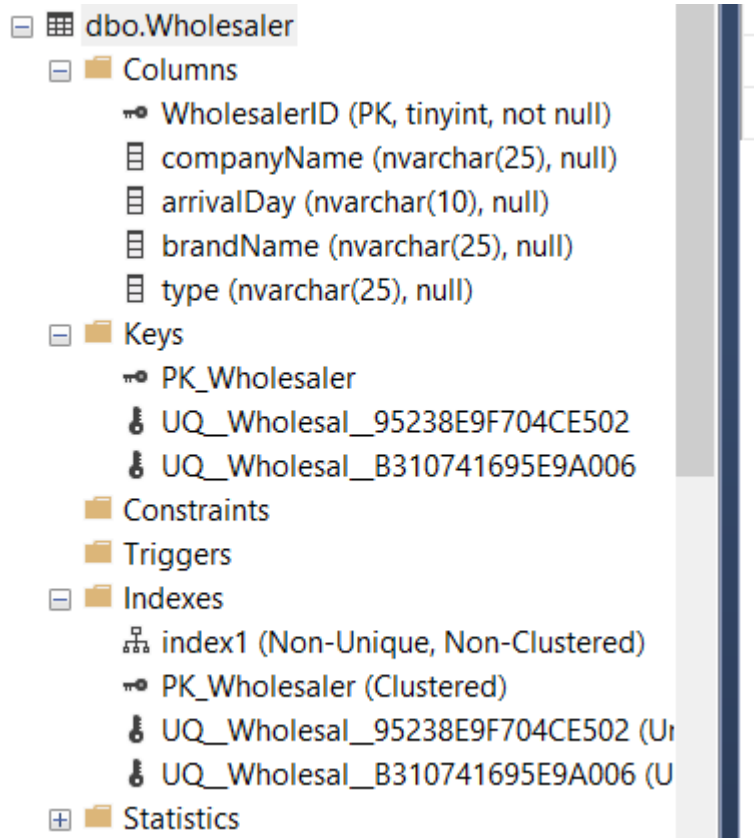 dbo.Wholesaler
Columns
WholesalerID (PK, tinyint, not null)
companyName (nvarchar(25), null)
arrivalDay (nvarchar(10), null)
brandName (nvarchar(25), null)
type (nvarchar(25), null)
Keys
PK_Wholesaler
UQ__Wholesal__95238E9F704CE502
UQ__Wholesal__B310741695E9A006
Constraints
Triggers
Indexes
index1 (Non-Unique, Non-Clustered)
PK_Wholesaler (Clustered)
UQ__Wholesal__95238E9F704CE502 (Un
UQ__Wholesal__B310741695E9A006 (U
Statistics